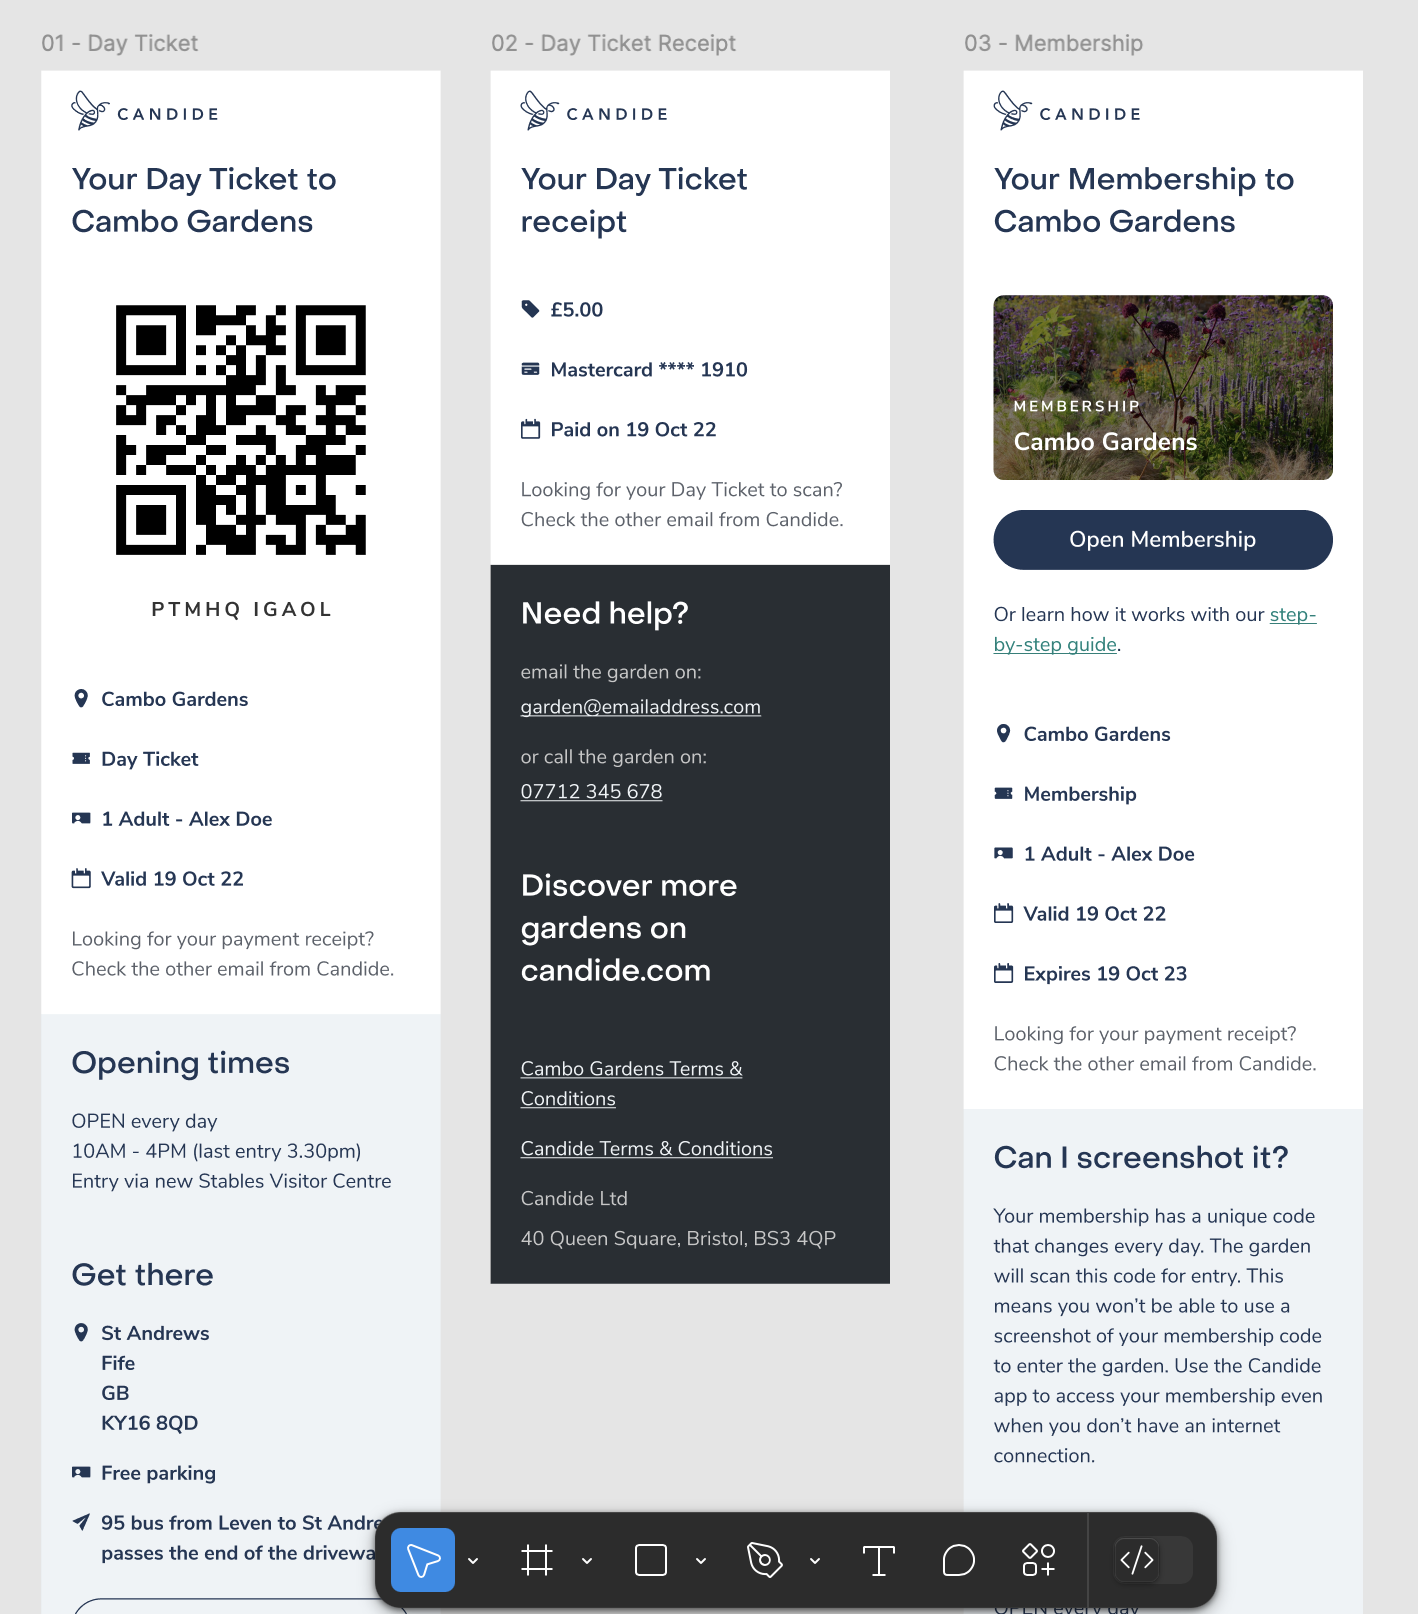 01 - Day Ticket
CANDIDE
Your Day Ticket to
Cambo Gardens
PTMHQ IGAOL
Cambo Gardens
Day Ticket
1 Adult - Alex Doe
Valid 19 Oct 22
Looking for your payment receipt?
Check the other email from Candide.
Opening times
OPEN every day
10AM - 4PM (last entry 3.30pm)
Entry via new Stables Visitor Centre
Get there
St Andrews
Fife
GB
KY16 8QD
Free parking
95 bus from Leven to St Andre
passes the end of the drivewa
02 - Day Ticket Receipt
CANDIDE
Your Day Ticket
receipt
£5.00
Mastercard **** 1910
Paid on 19 Oct 22
Looking for your Day Ticket to scan?
Check the other email from Candide.
Need help?
email the garden on:
garden@emailaddress.com
or call the garden on:
07712 345 678
Discover more
gardens on
candide.com
Cambo Gardens Terms &
Conditions
Candide Terms & Conditions
Candide Ltd
40 Queen Square, Bristol, BS3 4QP
03 - Membership
CANDIDE
Your Membership to
Cambo Gardens
MEMBERSHIP
Cambo Gardens
Open Membership
Or learn how it works with our step-
by-step guide.
Cambo Gardens
Membership
1 Adult - Alex Doe
Valid 19 Oct 22
Expires 19 Oct 23
Looking for your payment receipt?
Check the other email from Candide.
Can I screenshot it?
Your membership has a unique code
that changes every day. The garden
will scan this code for entry. This
means you won't be able to use a
screenshot of your membership code
to enter the garden. Use the Candide
app to access your membership even
when you don't have an internet
connection.
OPEN every day